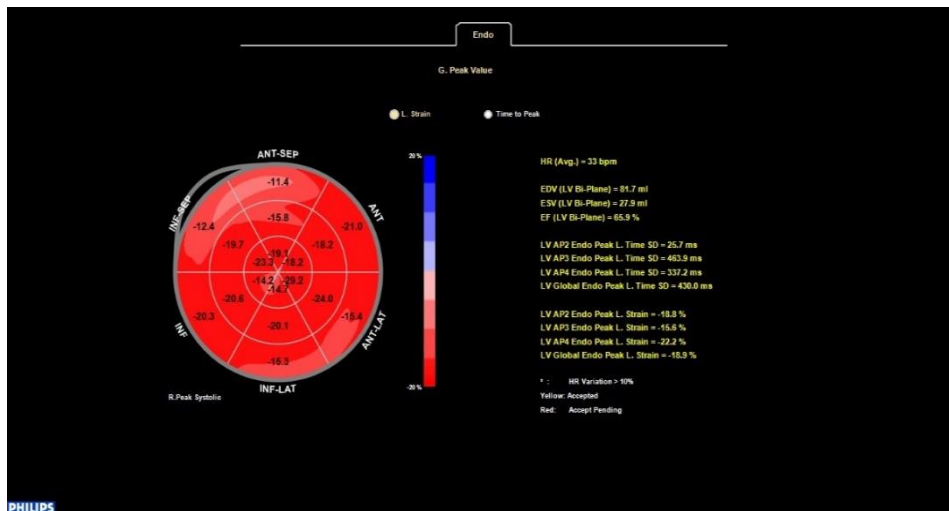 Endo
G. Peak Value
L. Strain
Time to Peak
ANT-SEP
20 %
HR (Avg.) = 33 bpm
-11.4
EDV (LV Bi-Plane) = 81.7 ml
ESV (LV Bi-Plane) = 27.9 ml
EF (LV Bi-Plane) = 65.9 %
INF-SEP
ANT
-12.4
-15.8
-21.0
-19.7
-18.2
LV AP2 Endo Peak L. Time SD = 25.7 ms
LV AP3 Endo Peak L. Time SD = 463.9 ms
LV AP4 Endo Peak L. Time SD = 337.2 ms
LV Global Endo Peak L. Time SD = 430.0 ms
-19.1
-23.3
-18.2
-14.2
-29.2
-14.7
-20.6
-24.0
-20.3
-15.4
LV AP2 Endo Peak L. Strain = -18.8 %
LV AP3 Endo Peak L. Strain = -15.6 %
LV AP4 Endo Peak L. Strain = -22.2 %
LV Global Endo Peak L. Strain = -18.9 %
INF
-20.1
ANT-LAT
-15.3
INF-LAT
-20 %
* : HR Variation > 10%
Yellow: Accepted
Red: Accept Pending
R.Peak Systolic
PHILIPS